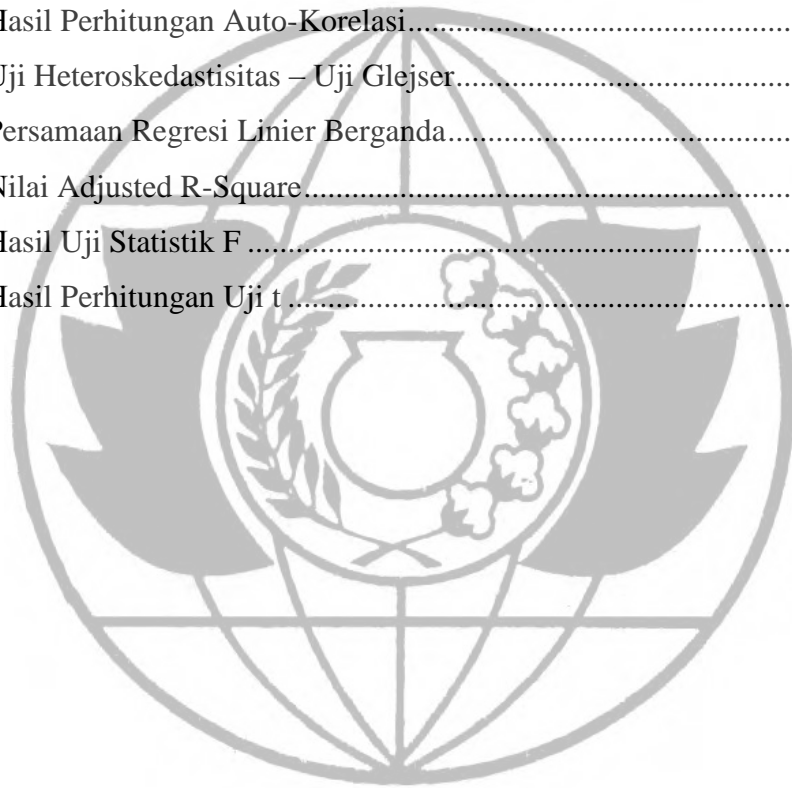 Hasil Perhitungan Auto-Korelasi........................................................
Uji Heteroskedastisitas – Uji Glejser..................................................
Persamaan Regresi Linier Berganda...................................................
Nilai Adjusted R-Square......................................................................
Hasil Uji Statistik F ..............................................................................
Hasil Perhitungan Uji t ........................................................................